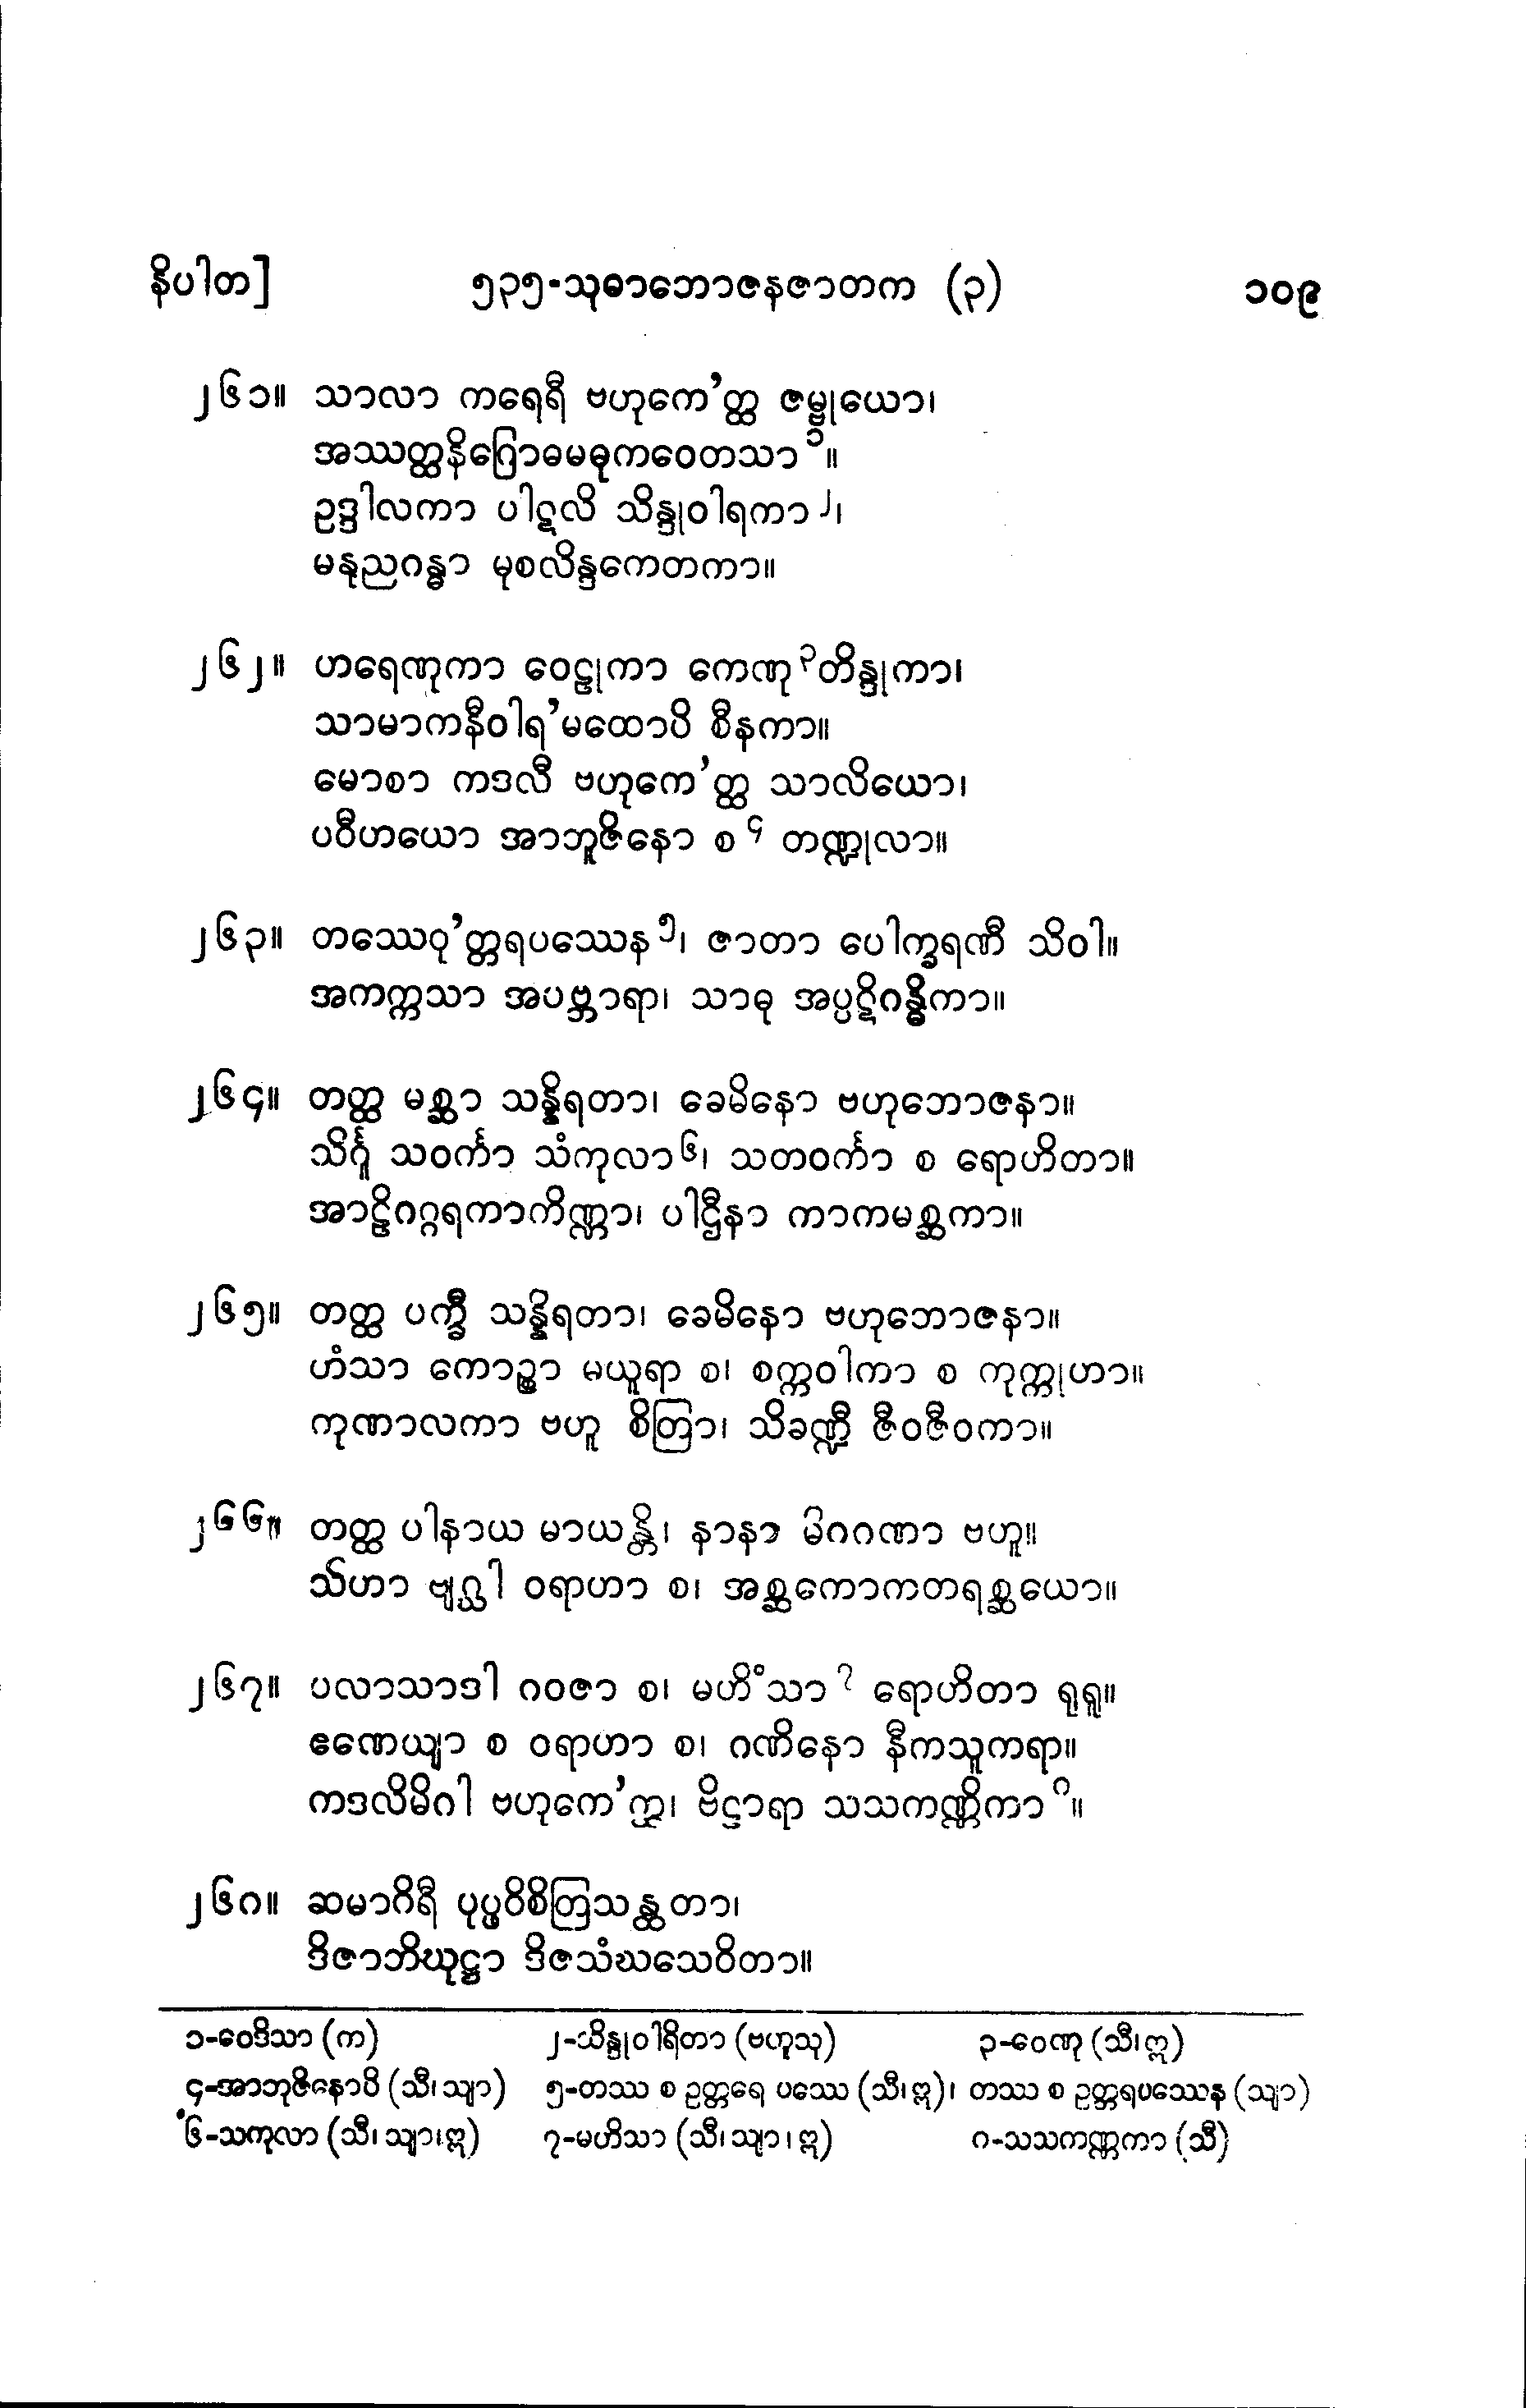 နိပါတ] ၅၃၅-သုဓာဘောဇနဇာတက (၃) ၁၀၉
၂၆၁။ သာလာ ကရေရီ ဗဟုကေ’တ္ထ ဇမ္ဗုယော၊
အဿတ္ထနိဂြောဓမဓုကဝေတသာ ၁။
ဥဒ္ဒါလကာ ပါဋလိ သိန္ဒုဝါရကာ ၂၊
မနုညဂန္ဓာ မုစလိန္ဒကေတကာ။
၂၆၂။ ဟရေဏုကာ ဝေဠုကာ ကေဏု ၃ တိန္ဒုကာ၊
သာမာကနီဝါရ’မထောပိ စီနကာ။
မောစာ ကဒလီ ဗဟုကေ’တ္ထ သာလိယော၊
ပဝီဟယော အာဘူဇိနော စ ၄ တဏ္ဍုလာ။
၂၆၃။ တဿေဝု’တ္တရပဿေန ၅၊ ဇာတာ ပေါက္ခရဏီ သိဝါ။
အကက္ကသာ အပဗ္ဘာရာ၊ သာဓု အပ္ပဋိဂန္ဓိကာ။
၂၆၄။ တတ္ထ မစ္ဆာ သန္နိရတာ၊ ခေမိနော ဗဟုဘောဇနာ။
သိင်္ဂူ သဝင်္ကာ သံကုလာ ၆၊ သတဝင်္ကာ စ ရောဟိတာ။
အာဠိဂဂ္ဂရကာကိဏ္ဏာ၊ ပါဌီနာ ကာကမစ္ဆကာ။
၂၆၅။ တတ္ထ ပက္ခီ သန္နိရတာ၊ ခေမိနော ဗဟုဘောဇနာ။
ဟံသာ ကောဉ္စာ မယူရာ စ၊ စက္ကဝါကာ စ ကုက္ကုဟာ။
ကုဏာလကာ ဗဟူ စိတြာ၊ သိခဏ္ဍီ ဇီဝဇီဝကာ။
၂၆၆။ တတ္ထ ပါနာယ မာယန္တိ၊ နာနာ မိဂဂဏာ ဗဟူ။
သီဟာ ဗျဂ္ဃါ ဝရာဟာ စ၊ အစ္ဆကောကတရစ္ဆယော။
၂၆၇။ ပလာသာဒါ ဂဝဇာ စ၊ မဟိံသာ ၇ ရောဟိတာ ရုရူ။
ဧဏေယျာ စ ဝရာဟာ စ၊ ဂဏိနော နီကသူကရာ။
ကဒလိမိဂါ ဗဟုကေ’တ္ထ၊ ဗိဠာရာ သသကဏ္ဏိကာ ၈။
၂၆၈။ ဆမာဂိရီ ပုပ္ဖဝိစိတြသန္ထတာ၊
ဒိဇာဘိဃုဋ္ဌာ ဒိဇသံဃသေဝိတာ။
၁-ဝေဒိသာ (က) ၂-သိန္ဒုဝါရိတာ (ဗဟူသု) ၃-ဝေဏု (သီ၊ ဣ)
၄-အာဘုဇိနောပိ (သီ၊ သျာ) ၅-တဿ စ ဥတ္တရေ ပဿေ (သီ၊ ဣ)၊ တဿ စ ဥတ္တရပဿေန (သျာ)
၆-သကုလာ (သီ၊ သျာ၊ ဣ) ၇-မဟိသာ (သီ၊ သျာ၊ ဣ) ၈-သသကဏ္ဏကာ (သီ)